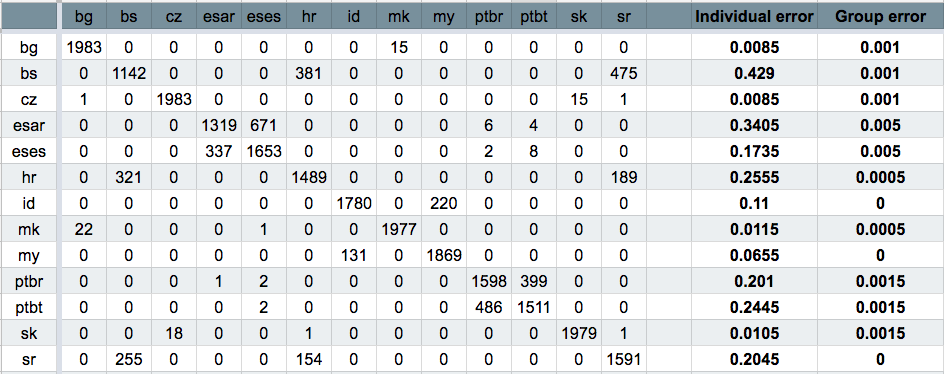 bg bs cz esar eses hr id mk my ptbr ptbt sk sr Individual error Group error
bg 1983 0 0 0 0 0 0 15 0 0 0 0 0 0.0085 0.001
bs 0 1142 0 0 0 381 0 0 0 0 0 0 475 0.429 0.001
cz 1 0 1983 0 0 0 0 0 0 0 0 15 1 0.0085 0.001
esar 0 0 0 1319 671 0 0 0 0 6 4 0 0 0.3405 0.005
eses 0 0 0 337 1653 0 0 0 0 2 8 0 0 0.1735 0.005
hr 0 321 0 0 0 1489 0 0 0 0 0 0 189 0.2555 0.0005
id 0 0 0 0 0 0 1780 0 220 0 0 0 0 0.11 0
mk 22 0 0 0 1 0 0 1977 0 0 0 0 0 0.0115 0.0005
my 0 0 0 0 0 0 131 0 1869 0 0 0 0 0.0655 0
ptbr 0 0 0 1 2 0 0 0 0 1598 399 0 0 0.201 0.0015
ptbt 0 0 0 0 2 0 0 0 0 486 1511 0 0 0.2445 0.0015
sk 0 0 18 0 0 1 0 0 0 0 0 1979 1 0.0105 0.0015
sr 0 255 0 0 0 154 0 0 0 0 0 0 1591 0.2045 0